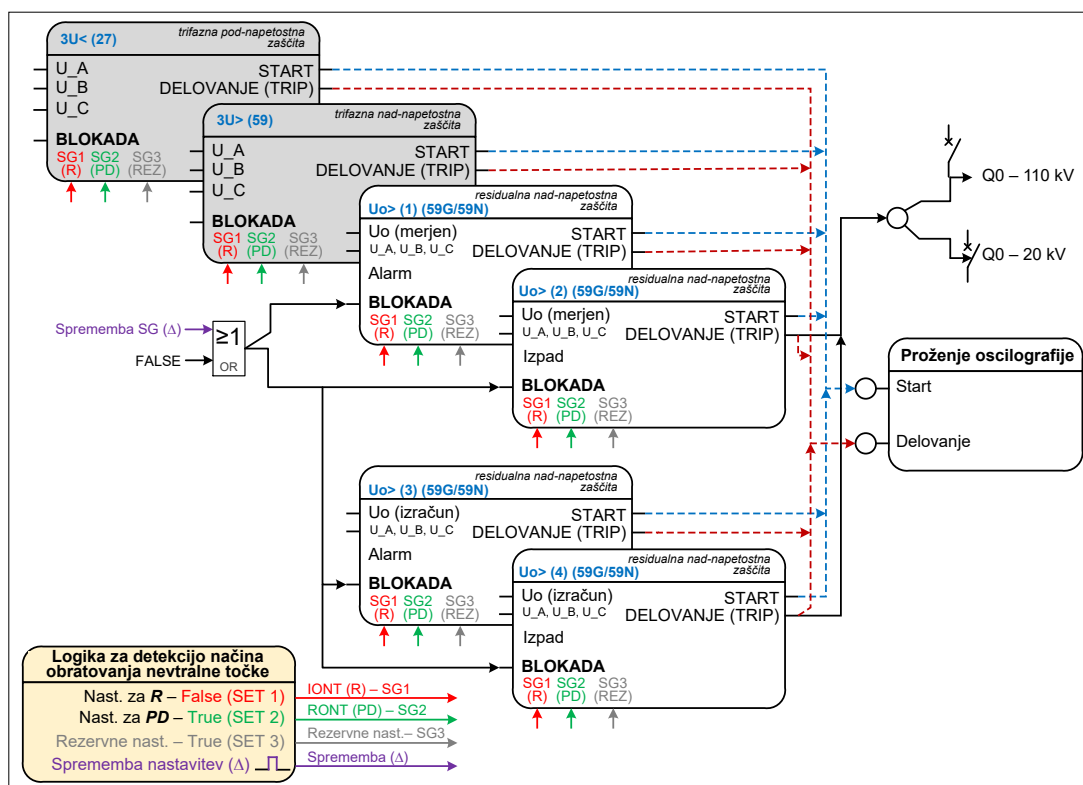 3U< (27)
trifazna pod-napetostna
zaščita
U_A
U_B
U_C
START
DELOVANJE (TRIP)
BLOKADA
SG1
(R)
SG2
(PD)
SG3
(REZ)
3U> (59)
trifazna nad-napetostna
zaščita
U_A
U_B
U_C
START
DELOVANJE (TRIP)
BLOKADA
SG1
(R)
SG2
(PD)
SG3
(REZ)
residualna nad-napetostna
zaščita
Uo> (1) (59G/59N)
Uo (merjen)
U_A, U_B, U_C
START
DELOVANJE (TRIP)
Alarm
BLOKADA
SG1
(R)
SG2
(PD)
SG3
(REZ)
residualna nad-napetostna
zaščita
Uo> (2) (59G/59N)
Uo (merjen)
U_A, U_B, U_C
START
DELOVANJE (TRIP)
Izpad
BLOKADA
SG1
(R)
SG2
(PD)
SG3
(REZ)
Sprememba SG (Δ)
FALSE
≥1
OR
Q0 – 110 kV
Q0 – 20 kV
Proženje oscilografije
Start
Delovanje
residualna nad-napetostna
zaščita
Uo> (3) (59G/59N)
Uo (izračun)
U_A, U_B, U_C
START
DELOVANJE (TRIP)
Alarm
BLOKADA
SG1
(R)
SG2
(PD)
SG3
(REZ)
residualna nad-napetostna
zaščita
Uo> (4) (59G/59N)
Uo (izračun)
U_A, U_B, U_C
START
DELOVANJE (TRIP)
Izpad
BLOKADA
SG1
(R)
SG2
(PD)
SG3
(REZ)
Logika za detekcijo načina
obratovanja nevtralne točke
Nast. za R – False (SET 1)
Nast. za PD – True (SET 2)
Rezervne nast. – True (SET 3)
Sprememba nastavitev (Δ)
IONT (R) – SG1
RONT (PD) – SG2
Rezervne nast.– SG3
Sprememba (Δ)